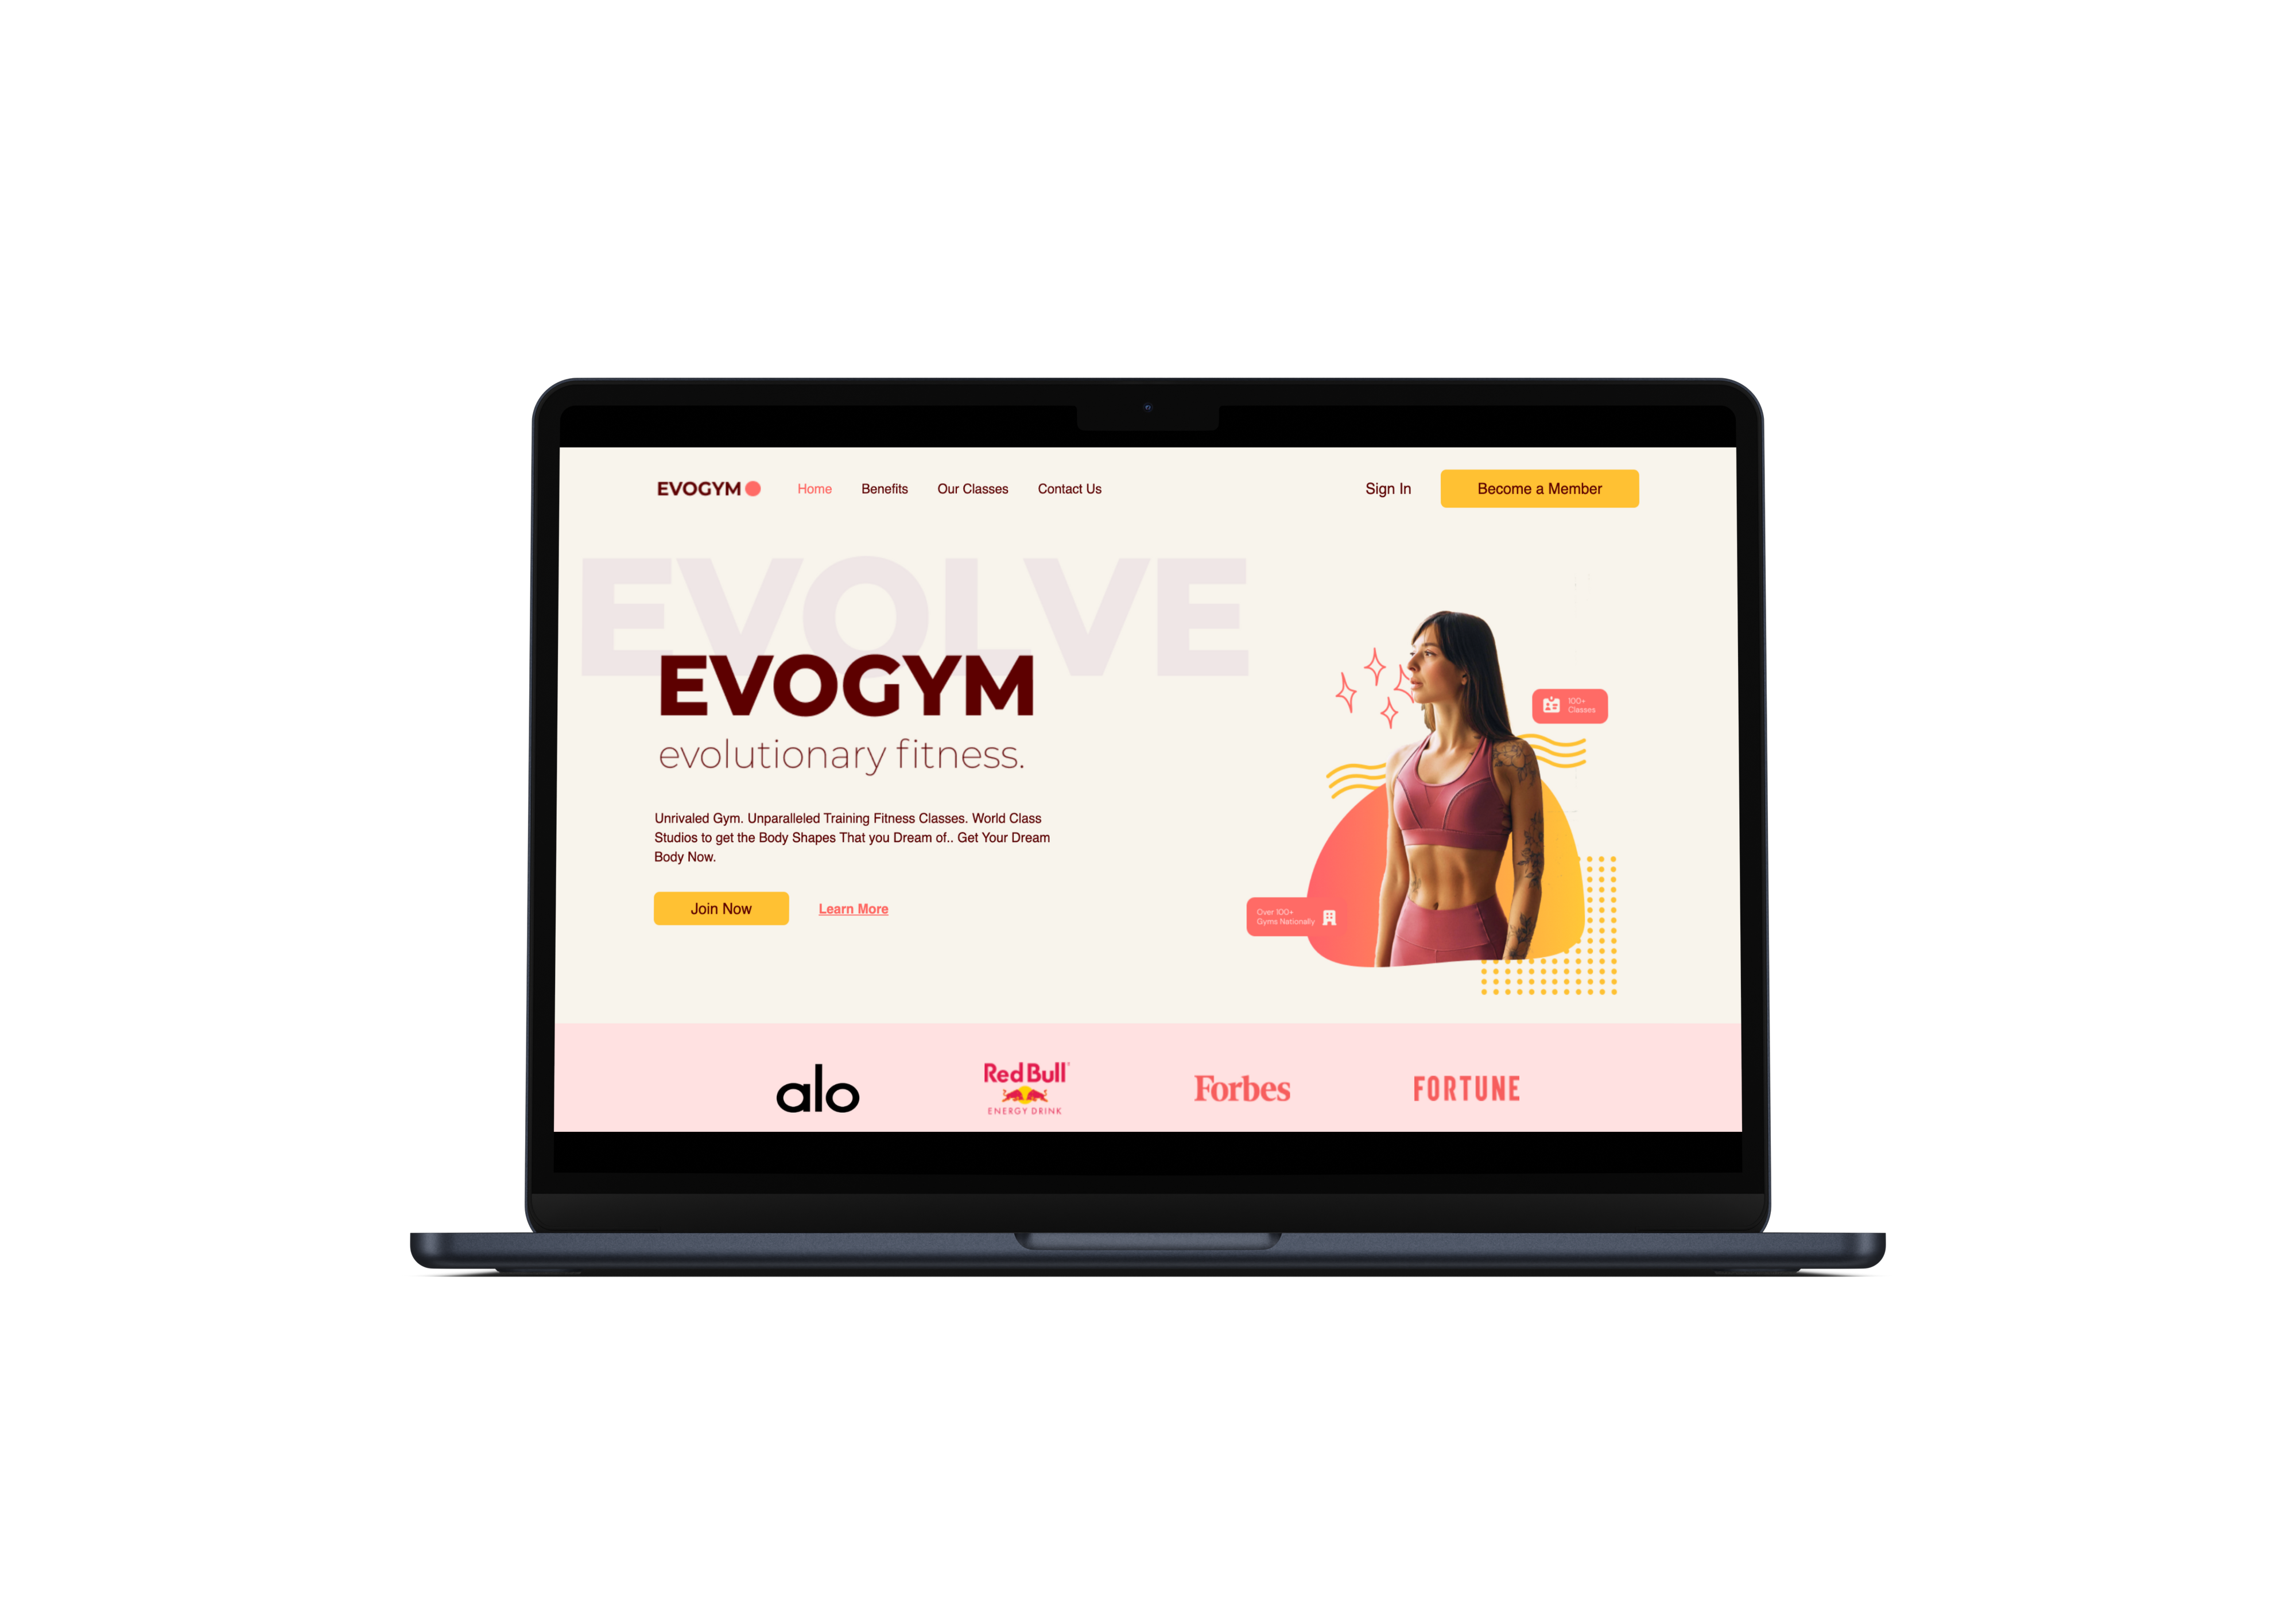 EVOGYM
Home
Benefits
Our Classes
Contact Us
Sign In
Become a Member
EVOLVE
EVOGYM
evolutionary fitness.
Unrivaled Gym. Unparalleled Training Fitness Classes. World Class
Studios to get the Body Shapes That you Dream of.. Get Your Dream
Body Now.
Join Now
Learn More
100+
Classes
Over 100+
Gyms Nationally
alo
Red Bull
ENERGY DRINK
Forbes
FORTUNE